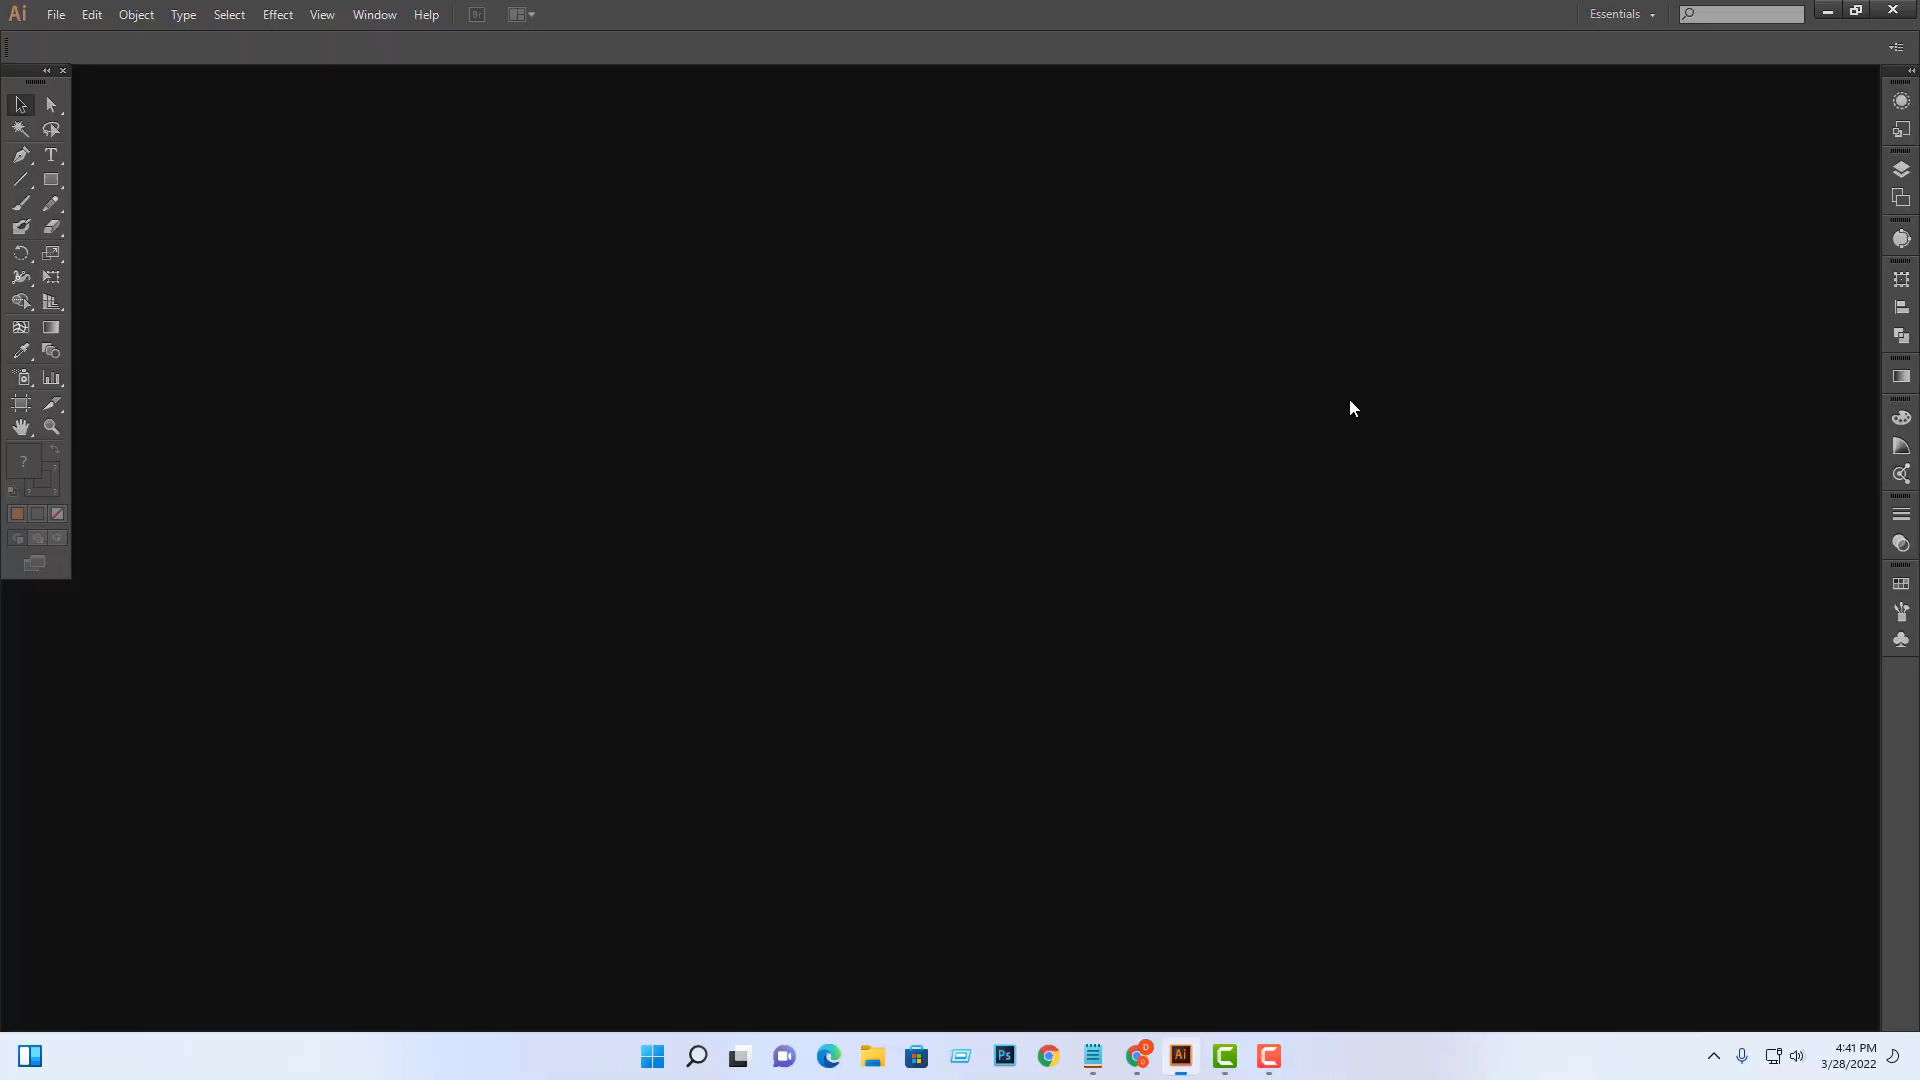 Ai File Edit Object Type Select Effect View Window Help Br Essentials
T
?
Ps D Ai 4:41 PM
3/28/2022